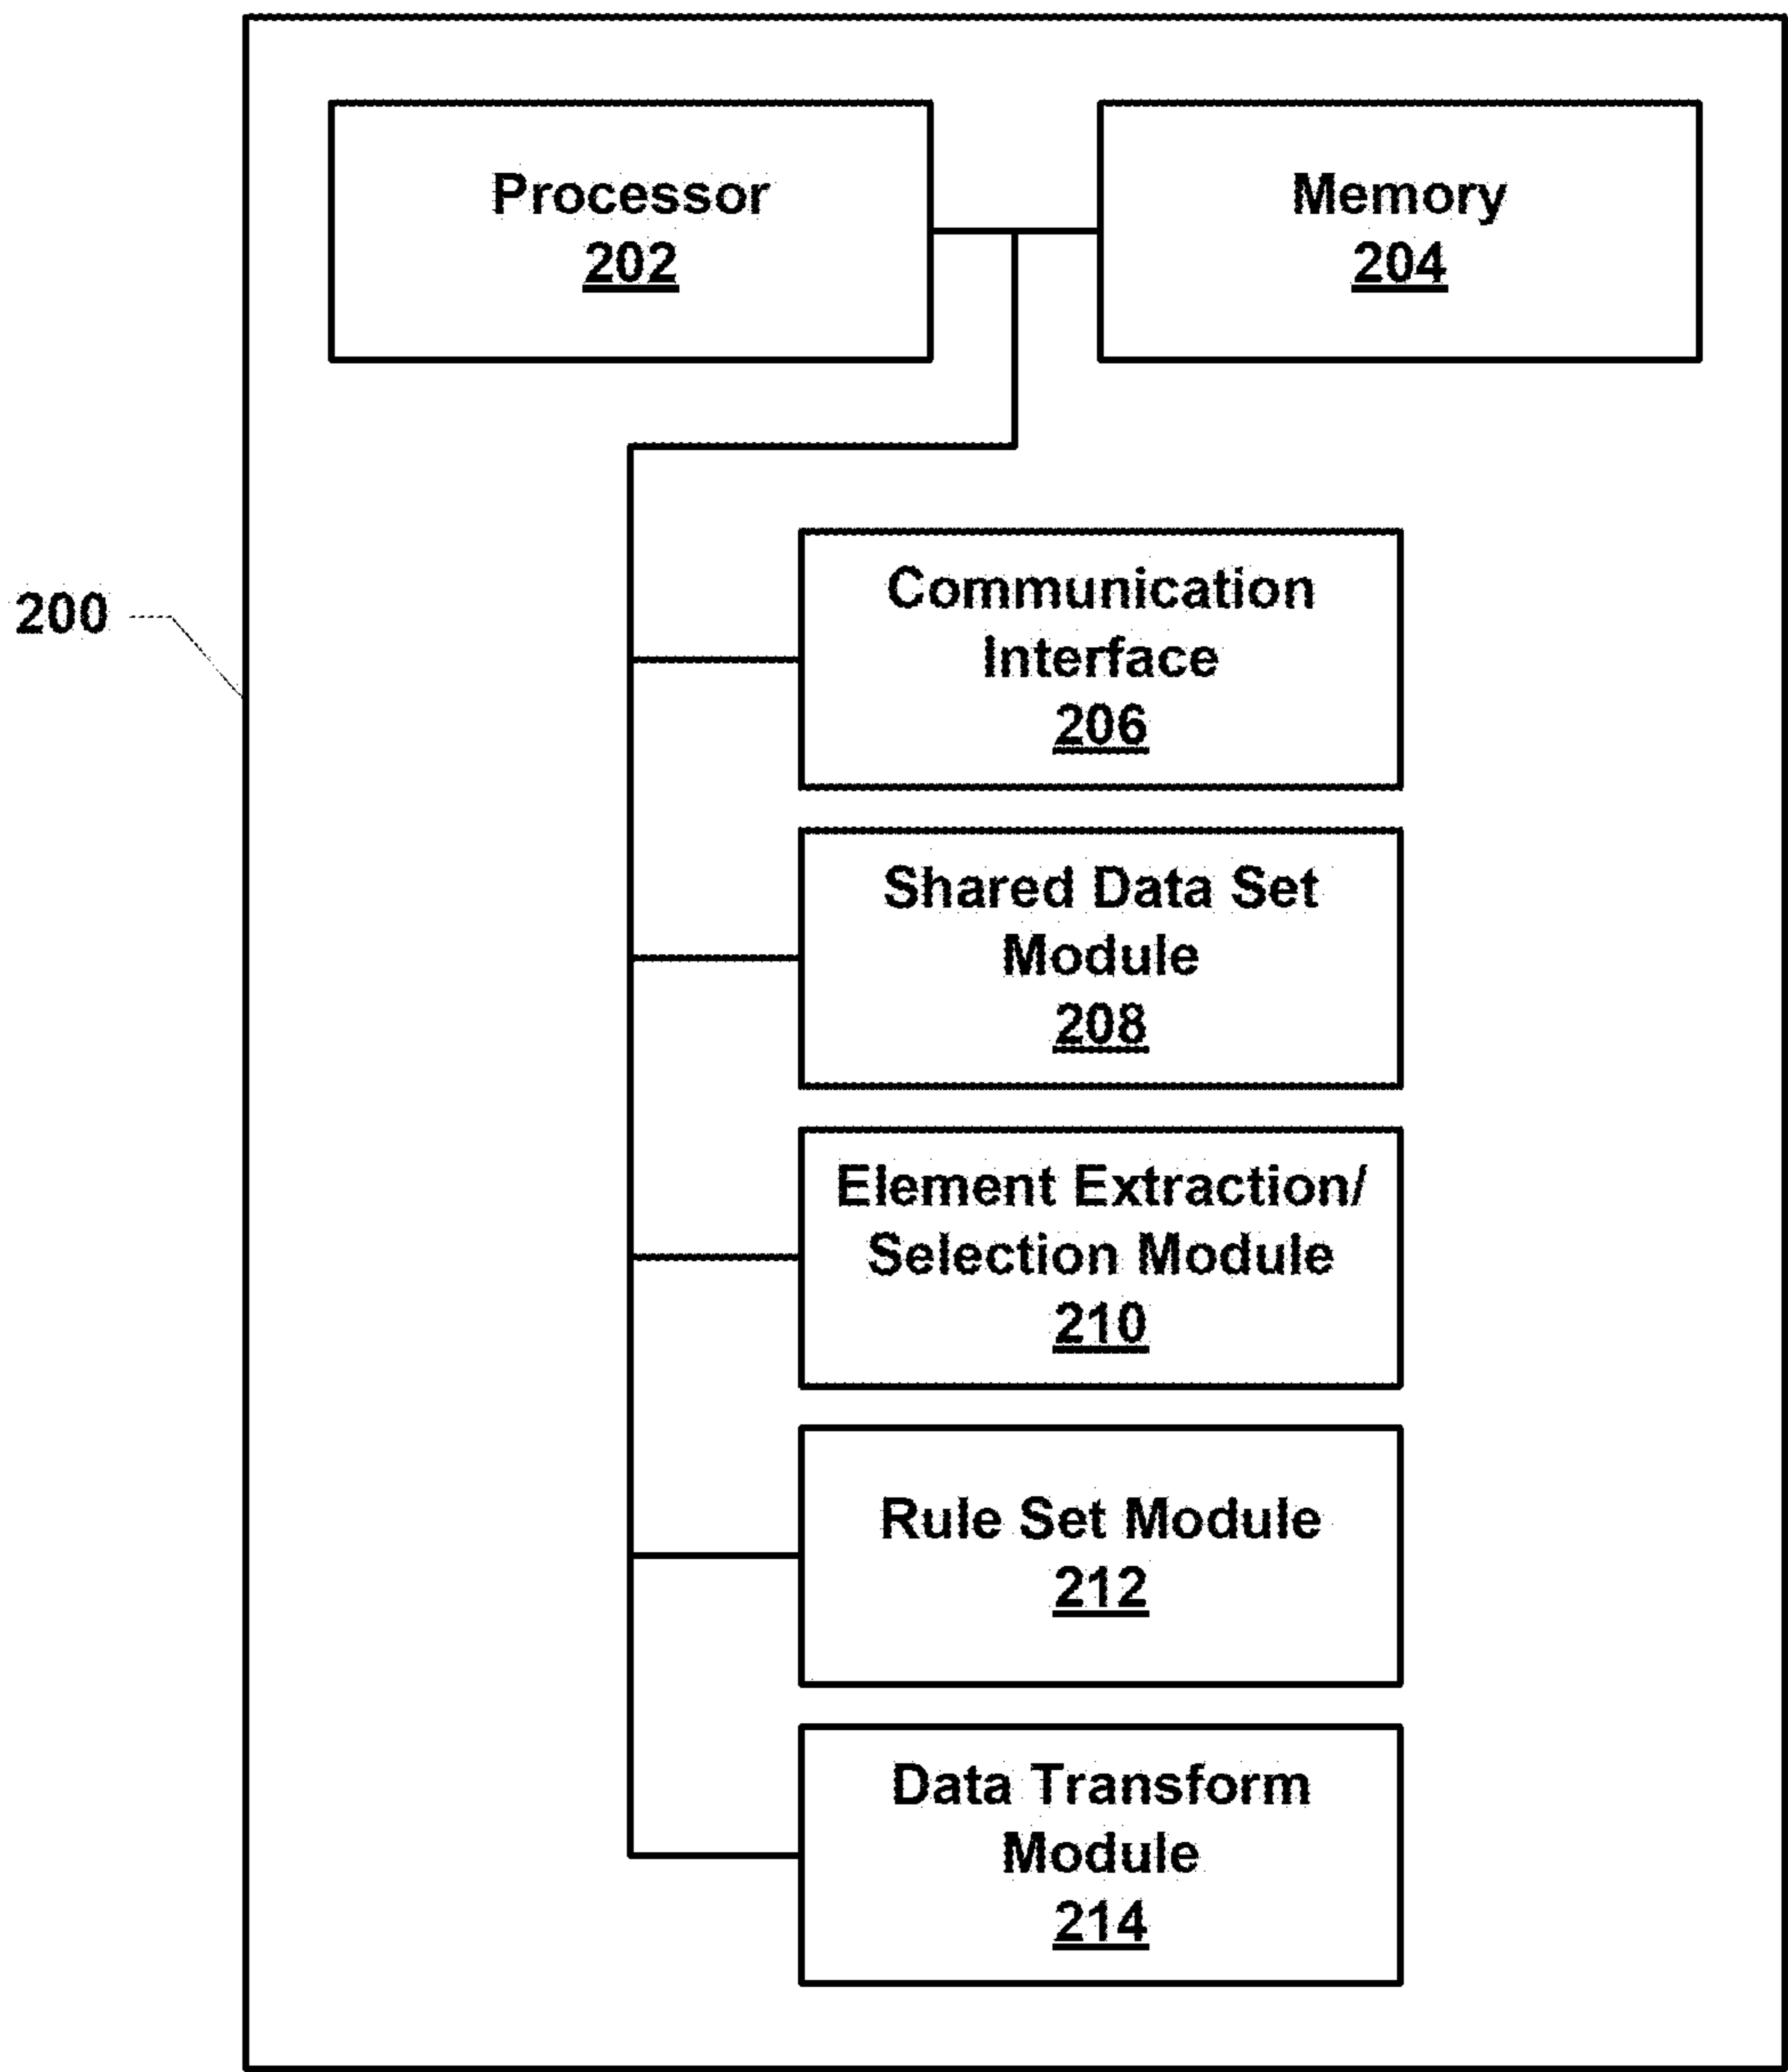 Processor
202
Memory
204
200
Communication
Interface
206
Shared Data Set
Module
208
Element Extraction/
Selection Module
210
Rule Set Module
212
Data Transform
Module
214